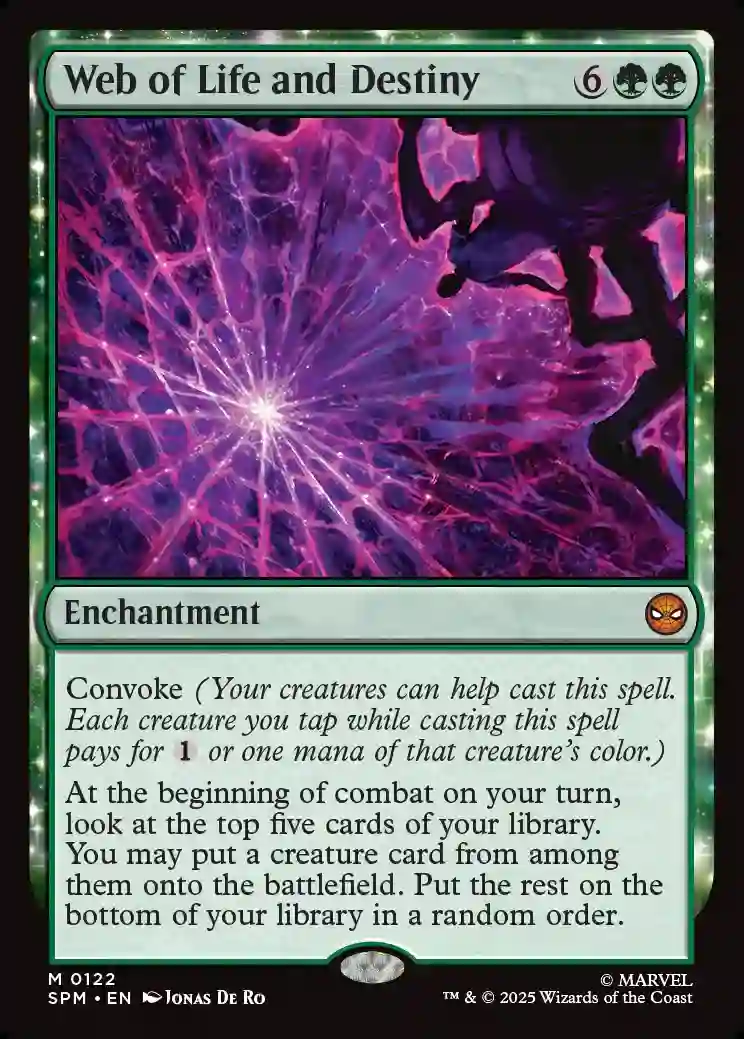 Web of Life and Destiny 6
Enchantment
Convoke (Your creatures can help cast this spell.
Each creature you tap while casting this spell
pays for 1 or one mana of that creature's color.)
At the beginning of combat on your turn,
look at the top five cards of your library.
You may put a creature card from among
them onto the battlefield. Put the rest on the
bottom of your library in a random order.
M 0122
SPM • EN Jonas De Ro
© MARVEL
™ & © 2025 Wizards of the Coast